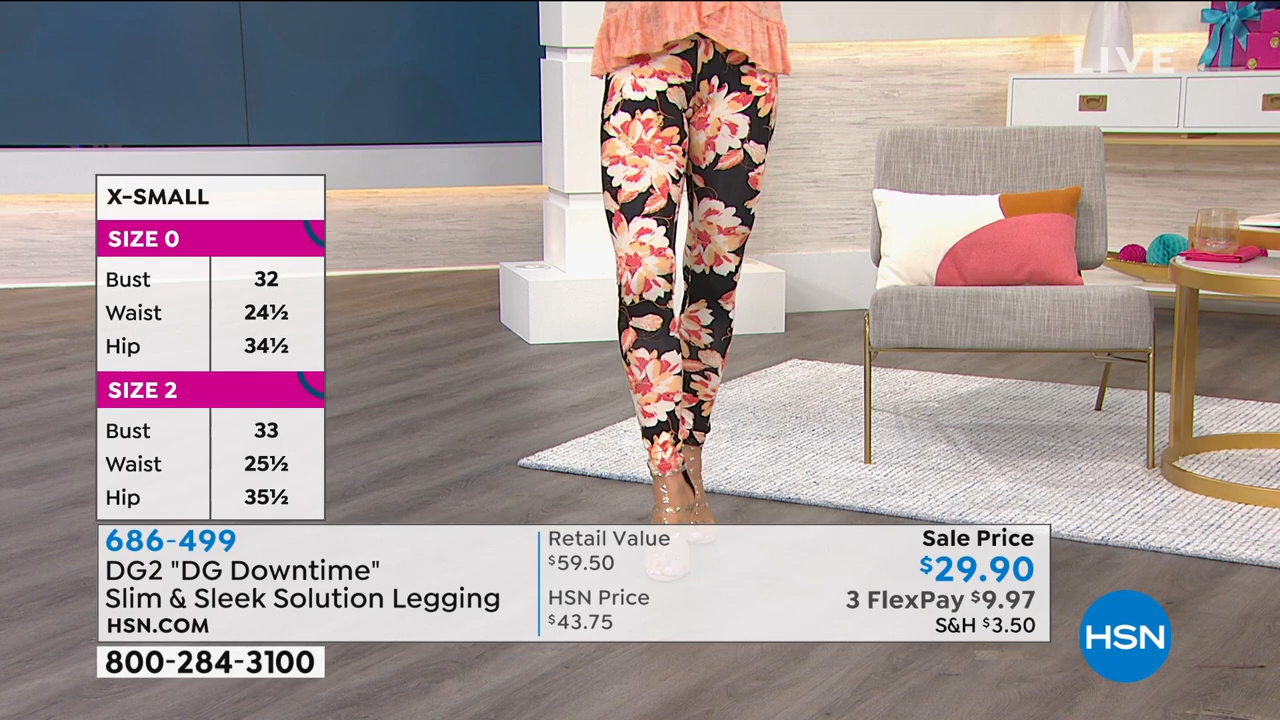 LIVE
X-SMALL
SIZE 0
Bust 32
Waist 24½
Hip 34½
SIZE 2
Bust 33
Waist 25½
Hip 35½
686-499
DG2 "DG Downtime"
Slim & Sleek Solution Legging
HSN.COM
800-284-3100
Retail Value
$59.50
HSN Price
$43.75
Sale Price
$29.90
3 FlexPay $9.97
S&H $3.50
HSN